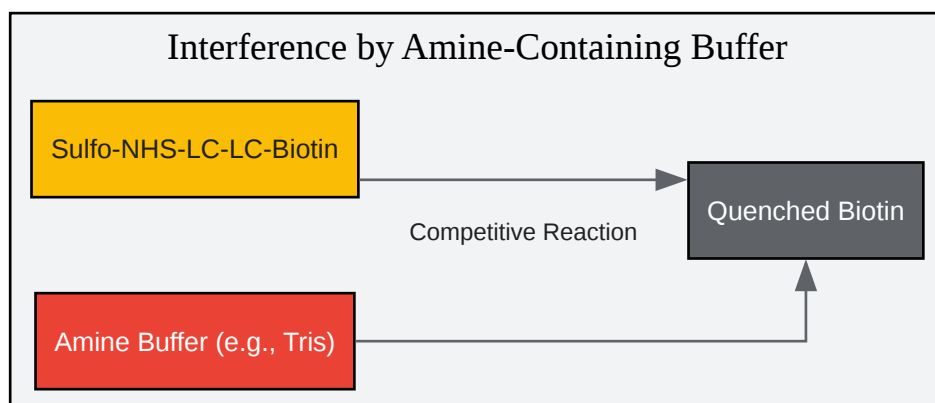 Interference by Amine-Containing Buffer
Sulfo-NHS-LC-LC-Biotin
Quenched Biotin
Competitive Reaction
Amine Buffer (e.g., Tris)